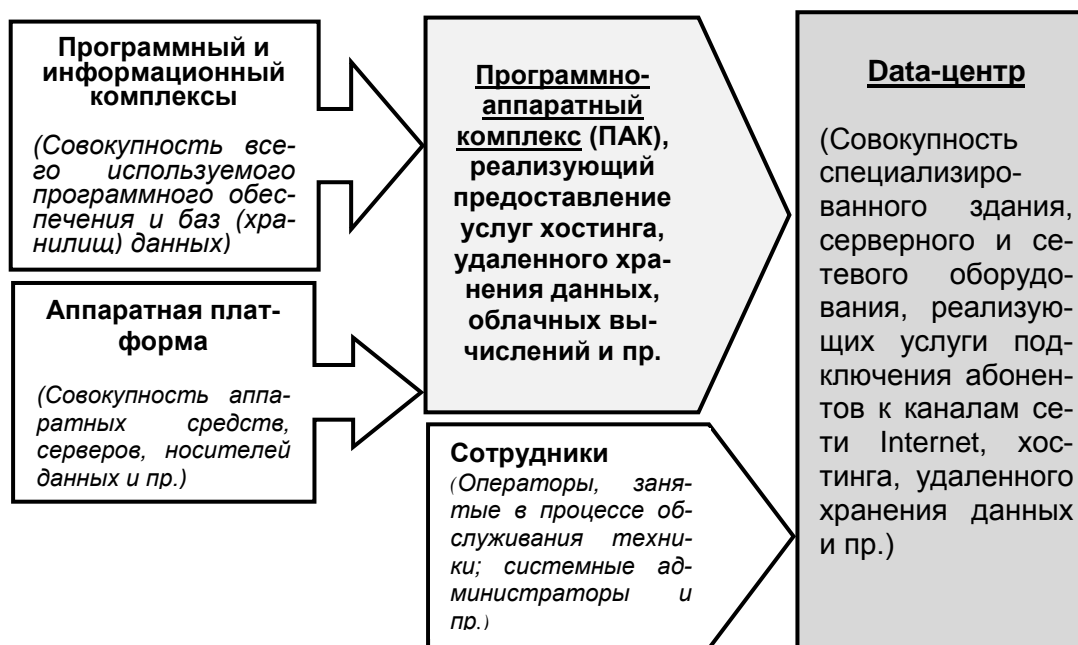 Программный и
информационный
комплексы
(Совокупность все-
го используемого
программного обес-
печения и баз (хра-
нилищ) данных)
Аппаратная плат-
форма
(Совокупность аппа-
ратных средств,
серверов, носителей
данных и пр.)
Программно-
аппаратный
комплекс (ПАК),
реализующий
предоставление
услуг хостинга,
удаленного хра-
нения данных,
облачных вы-
числений и пр.
Сотрудники
(Операторы, заня-
тые в процессе об-
служивания техни-
ки; системные ад-
министраторы и
пр.)
Data-центр
(Совокупность
специализиро-
ванного здания,
серверного и се-
тевого оборудо-
вания, реализую-
щих услуги под-
ключения абонен-
тов к каналам се-
ти Internet, хос-
тинга, удаленного
хранения данных
и пр.)